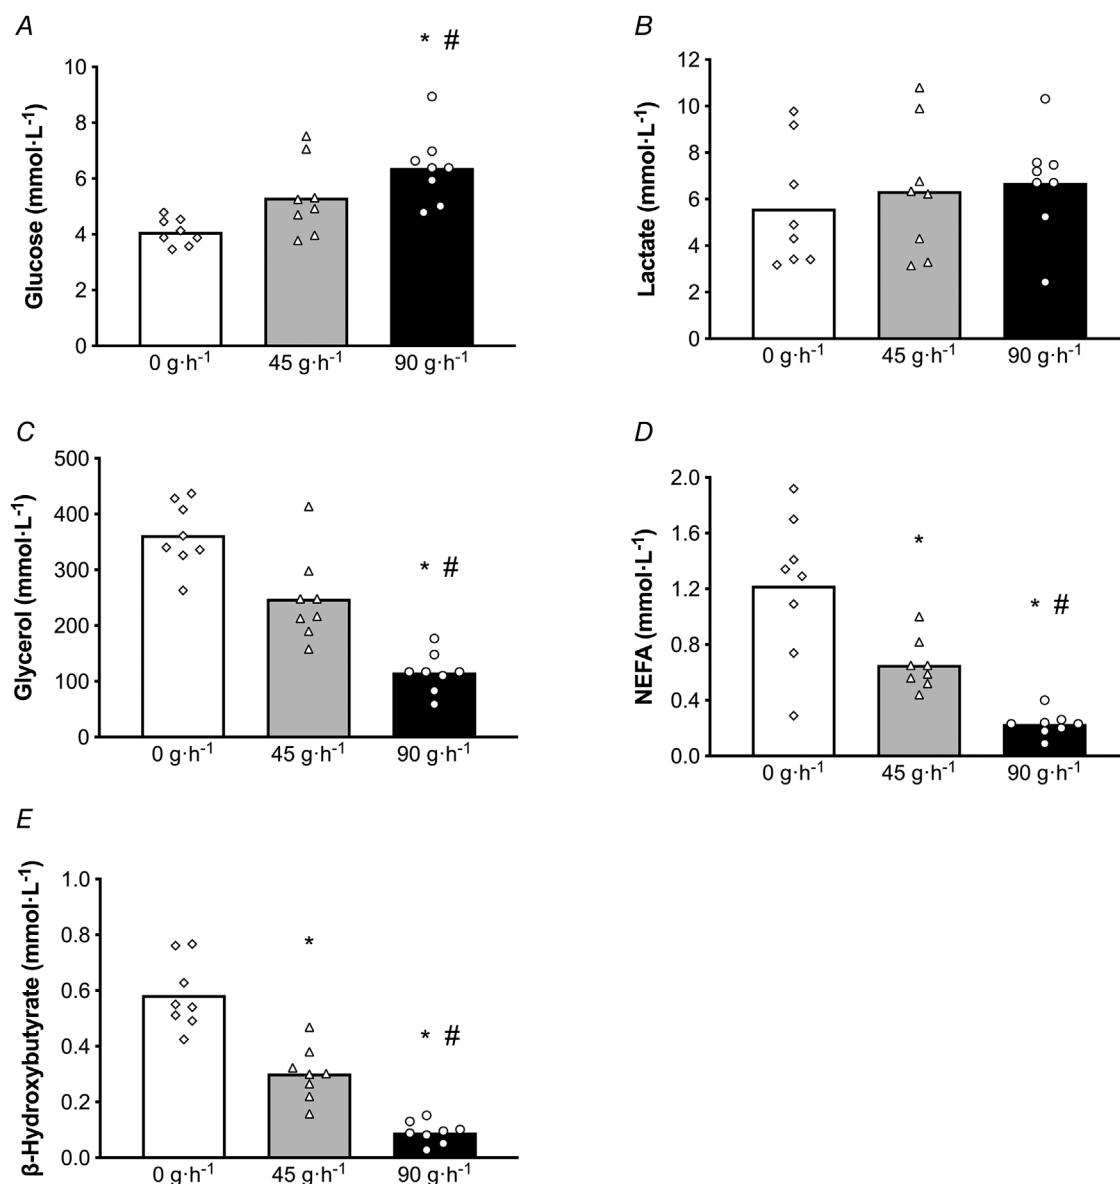 A
Glucose (mmol·L⁻¹)
10
8
6
4
2
0
* #
0 g·h⁻¹
45 g·h⁻¹
90 g·h⁻¹
B
Lactate (mmol·L⁻¹)
12
10
8
6
4
2
0
0 g·h⁻¹
45 g·h⁻¹
90 g·h⁻¹
C
Glycerol (mmol·L⁻¹)
500
400
300
200
100
0
* #
0 g·h⁻¹
45 g·h⁻¹
90 g·h⁻¹
D
NEFA (mmol·L⁻¹)
2.0
1.6
1.2
0.8
0.4
0.0
*
* #
0 g·h⁻¹
45 g·h⁻¹
90 g·h⁻¹
E
β-Hydroxybutyrate (mmol·L⁻¹)
1.0
0.8
0.6
0.4
0.2
0.0
*
* #
0 g·h⁻¹
45 g·h⁻¹
90 g·h⁻¹